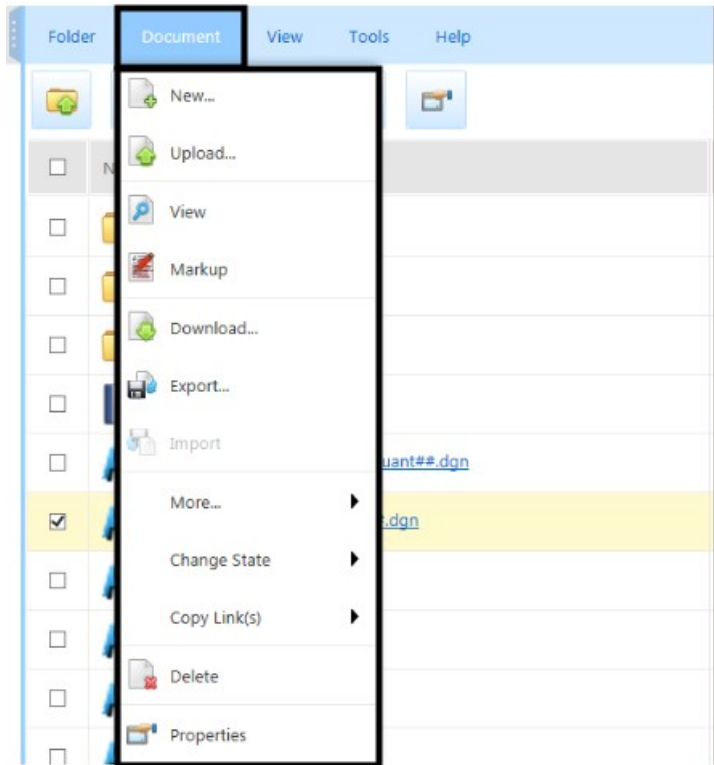 Folder Document View Tools Help
New...
Upload...
N
View
Markup
Download...
Export...
Import
uant##.dgn
More...
.dgn
Change State
Copy Link(s)
Delete
Properties